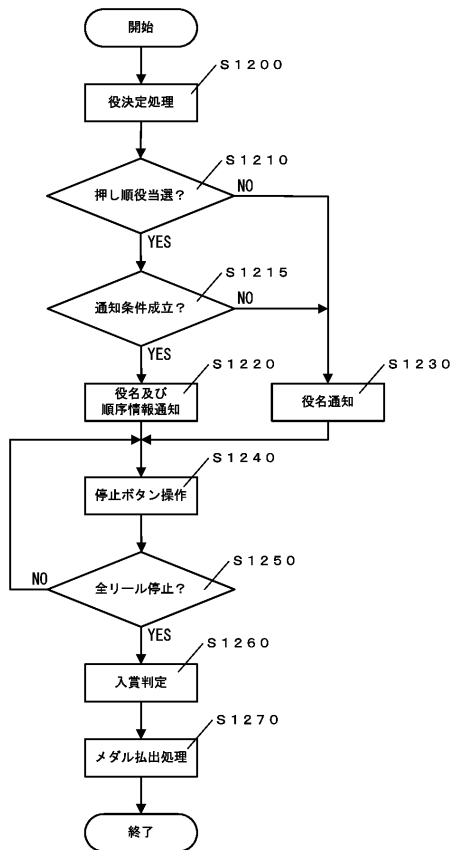 開始
S1200
役決定処理
S1210
押し順役当選?
NO
YES
S1215
通知条件成立?
NO
YES
S1220
役名及び
順序情報通知
S1230
役名通知
S1240
停止ボタン操作
S1250
全リール停止?
NO
YES
S1260
入賞判定
S1270
メダル払出処理
終了